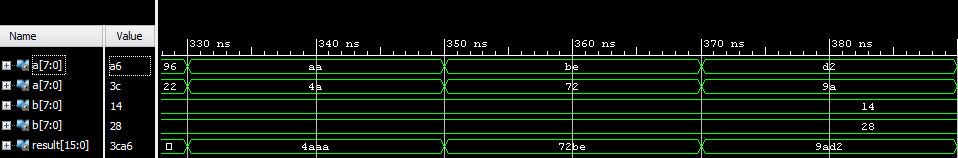 Name Value 330 ns 340 ns 350 ns 360 ns 370 ns 380 ns
a[7:0] a6 96 aa be d2
a[7:0] 3c 22 4a 72 9a
b[7:0] 14 14
b[7:0] 28 28
result[15:0] 3ca6 4aaa 72be 9ad2